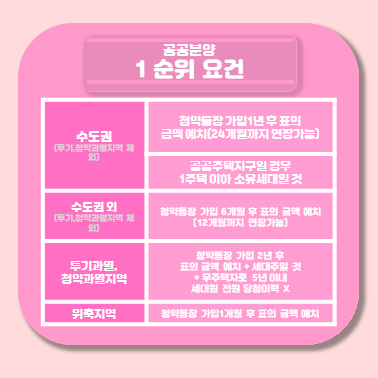 공공분양
1 순위 요건
수도권
(투기,청약과열지역 제
외)
청약통장 가입1년 후 표의
금액 예치(24개월까지 연장가능)
공공주택지구일 경우
1주택 이하 소유세대일 것
수도권 외
(투기,청약과열지역 제
외)
청약통장 가입 6개월 후 표의 금액 예치
(12개월까지 연장가능)
투기과열,
청약과열지역
청약통장 가입 2년 후
표의 금액 예치 + 세대주일 것
+ 무주택자로 5년 이내
세대원 전원 당첨이력 X
위축지역
청약통장 가입1개월 후 표의 금액 예치